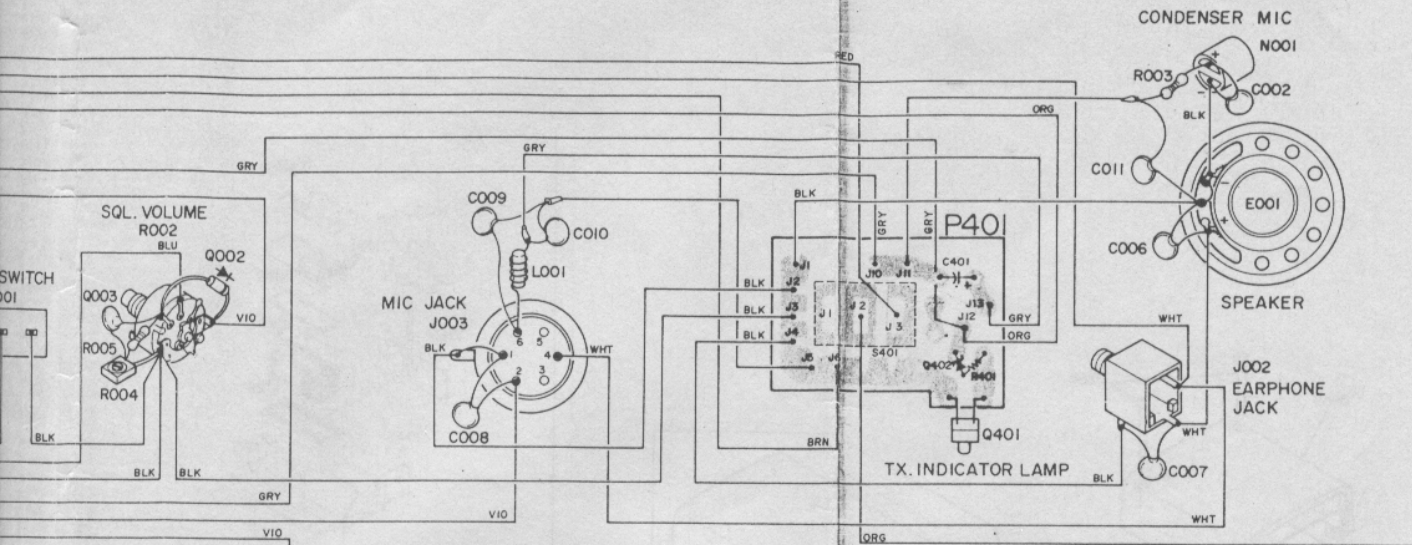 CONDENSER MIC
N001
R003
C002
BLK
RED
ORG
GRY
GRY
C011
BLK
E001
C009
SQL. VOLUME
R002
BLU
C010
GRY
GRY
P401
C006
Q002
SWITCH
001
L001
J1
J10
J11
C401
SPEAKER
Q003
MIC JACK
J003
BLK
J2
J13
VIO
BLK
J3
J1
J2
J3
J12
GRY
WHT
R005
6
5
BLK
J4
ORG
BLK
1
4
WHT
S401
J002
EARPHONE
JACK
2
3
J5
J6
Q402
R401
R004
C008
BLK
BRN
Q401
WHT
TX. INDICATOR LAMP
C007
BLK
BLK
BLK
GRY
VIO
WHT
VIO
ORG